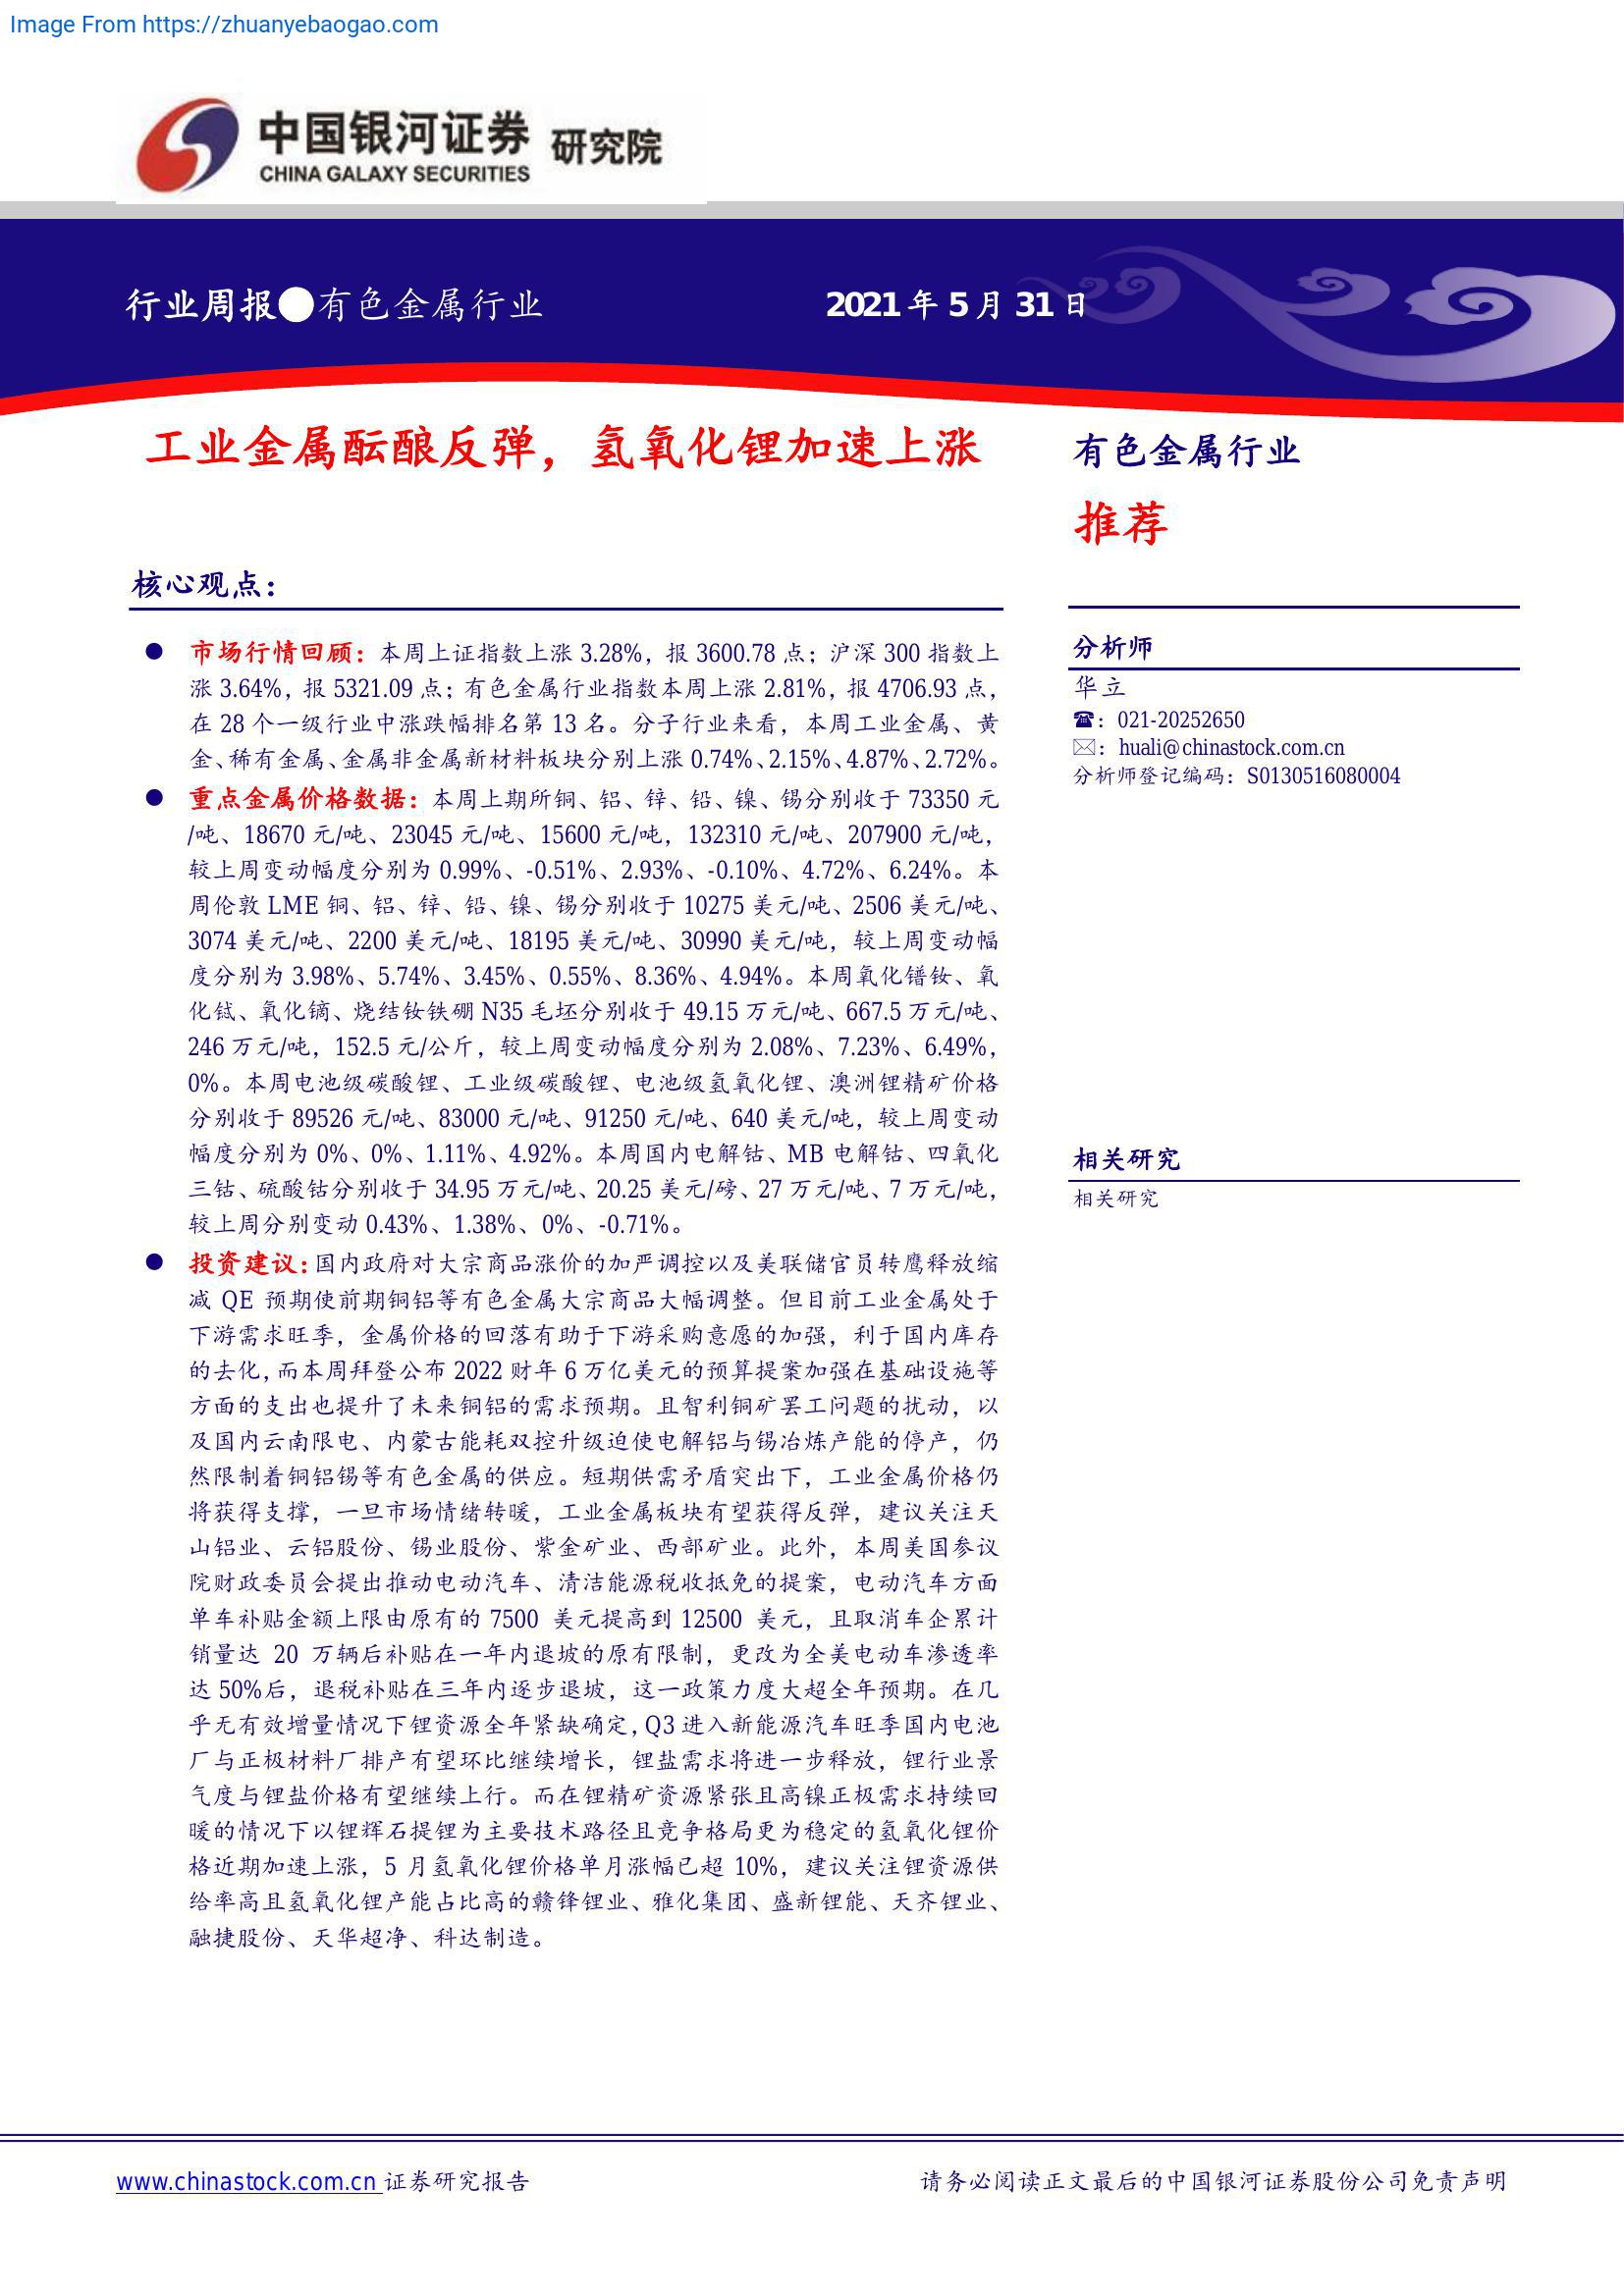 Image From https://zhuanyebaogao.com
中国银河证券 研究院
CHINA GALAXY SECURITIES
行业周报●有色金属行业
2021 年 5 月 31 日
工业金属酝酿反弹，氢氧化锂加速上涨
有色金属行业
推荐
核心观点：
● 市场行情回顾：本周上证指数上涨 3.28%，报 3600.78 点；沪深 300 指数上
涨 3.64%，报 5321.09 点；有色金属行业指数本周上涨 2.81%，报 4706.93 点，
在 28 个一级行业中涨跌幅排名第 13 名。分子行业来看，本周工业金属、黄
金、稀有金属、金属非金属新材料板块分别上涨 0.74%、2.15%、4.87%、2.72%。
● 重点金属价格数据：本周上期所铜、铝、锌、铅、镍、锡分别收于 73350 元
/吨、18670 元/吨、23045 元/吨、15600 元/吨，132310 元/吨、207900 元/吨，
较上周变动幅度分别为 0.99%、-0.51%、2.93%、-0.10%、4.72%、6.24%。本
周伦敦 LME 铜、铝、锌、铅、镍、锡分别收于 10275 美元/吨、2506 美元/吨、
3074 美元/吨、2200 美元/吨、18195 美元/吨、30990 美元/吨，较上周变动幅
度分别为 3.98%、5.74%、3.45%、0.55%、8.36%、4.94%。本周氧化镨钕、氧
化铽、氧化镝、烧结钕铁硼 N35 毛坯分别收于 49.15 万元/吨、667.5 万元/吨、
246 万元/吨，152.5 元/公斤，较上周变动幅度分别为 2.08%、7.23%、6.49%，
0%。本周电池级碳酸锂、工业级碳酸锂、电池级氢氧化锂、澳洲锂精矿价格
分别收于 89526 元/吨、83000 元/吨、91250 元/吨、640 美元/吨，较上周变动
幅度分别为 0%、0%、1.11%、4.92%。本周国内电解钴、MB 电解钴、四氧化
三钴、硫酸钴分别收于 34.95 万元/吨、20.25 美元/磅、27 万元/吨、7 万元/吨，
较上周分别变动 0.43%、1.38%、0%、-0.71%。
● 投资建议：国内政府对大宗商品涨价的加严调控以及美联储官员转鹰释放缩
减 QE 预期使前期铜铝等有色金属大宗商品大幅调整。但目前工业金属处于
下游需求旺季，金属价格的回落有助于下游采购意愿的加强，利于国内库存
的去化，而本周拜登公布 2022 财年 6 万亿美元的预算提案加强在基础设施等
方面的支出也提升了未来铜铝的需求预期。且智利铜矿罢工问题的扰动，以
及国内云南限电、内蒙古能耗双控升级迫使电解铝与锡冶炼产能的停产，仍
然限制着铜铝锡等有色金属的供应。短期供需矛盾突出下，工业金属价格仍
将获得支撑，一旦市场情绪转暖，工业金属板块有望获得反弹，建议关注天
山铝业、云铝股份、锡业股份、紫金矿业、西部矿业。此外，本周美国参议
院财政委员会提出推动电动汽车、清洁能源税收抵免的提案，电动汽车方面
单车补贴金额上限由原有的 7500 美元提高到 12500 美元，且取消车企累计
销量达 20 万辆后补贴在一年内退坡的原有限制，更改为全美电动车渗透率
达 50%后，退税补贴在三年内逐步退坡，这一政策力度大超全年预期。在几
乎无有效增量情况下锂资源全年紧缺确定，Q3 进入新能源汽车旺季国内电池
厂与正极材料厂排产有望环比继续增长，锂盐需求将进一步释放，锂行业景
气度与锂盐价格有望继续上行。而在锂精矿资源紧张且高镍正极需求持续回
暖的情况下以锂辉石提锂为主要技术路径且竞争格局更为稳定的氢氧化锂价
格近期加速上涨，5 月氢氧化锂价格单月涨幅已超 10%，建议关注锂资源供
给率高且氢氧化锂产能占比高的赣锋锂业、雅化集团、盛新锂能、天齐锂业、
融捷股份、天华超净、科达制造。
分析师
华立
☎：021-20252650
✉：huali@chinastock.com.cn
分析师登记编码：S0130516080004
相关研究
相关研究
www.chinastock.com.cn 证券研究报告
请务必阅读正文最后的中国银河证券股份公司免责声明